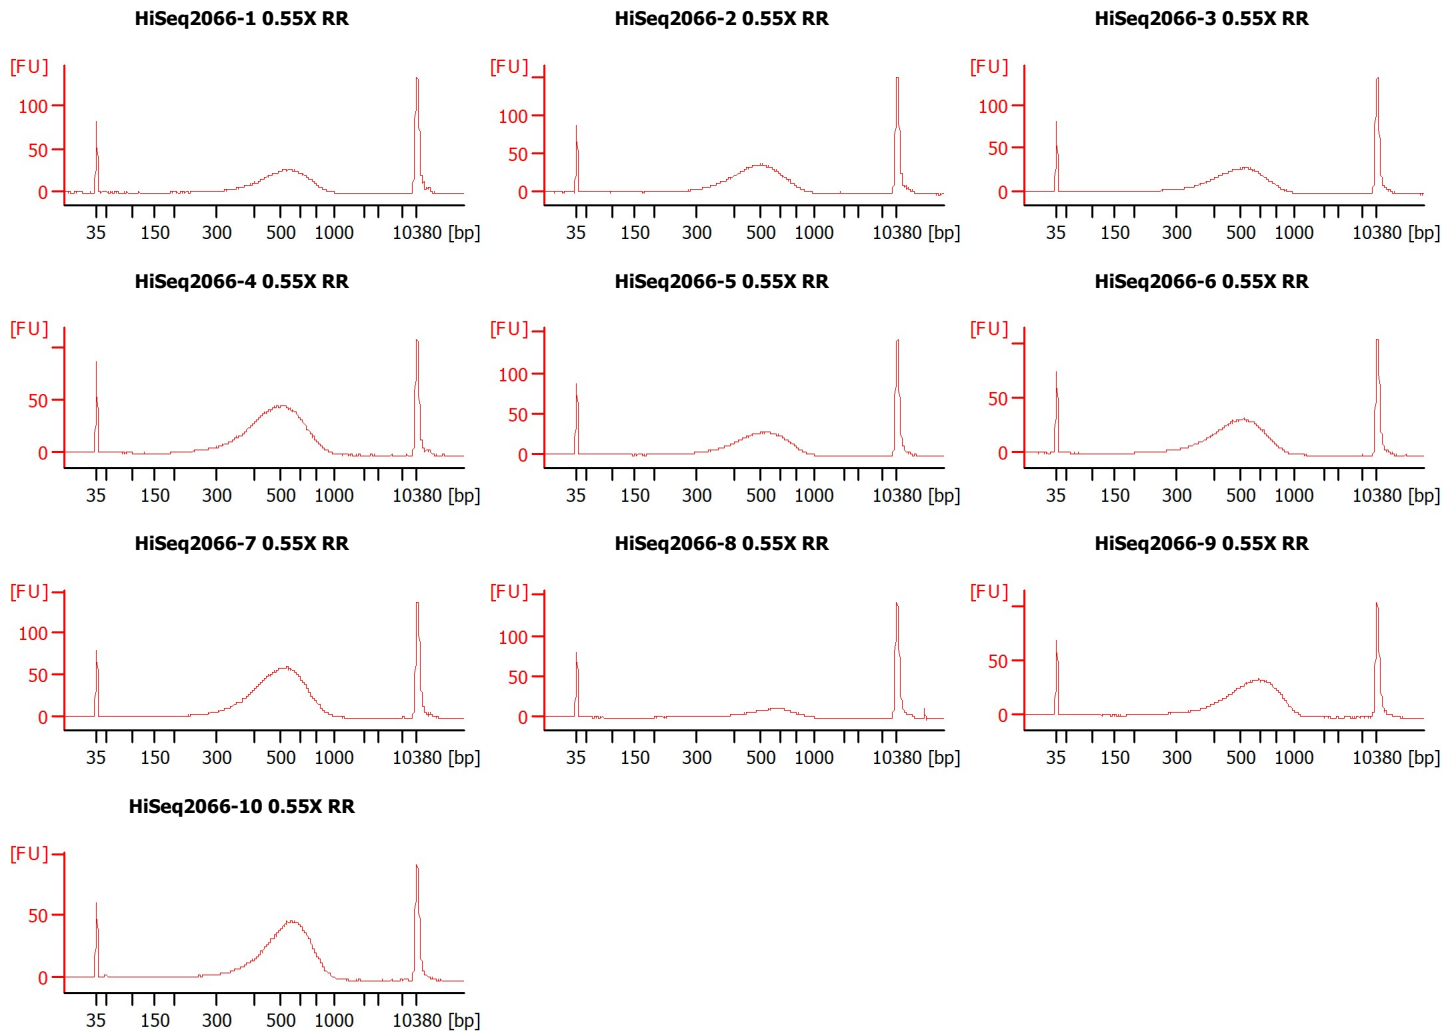 HiSeq2066-1 0.55X RR
[FU]
100
50
0
35 150 300 500 1000 10380 [bp]
HiSeq2066-2 0.55X RR
[FU]
100
50
0
35 150 300 500 1000 10380 [bp]
HiSeq2066-3 0.55X RR
[FU]
100
50
0
35 150 300 500 1000 10380 [bp]
HiSeq2066-4 0.55X RR
[FU]
50
0
35 150 300 500 1000 10380 [bp]
HiSeq2066-5 0.55X RR
[FU]
100
50
0
35 150 300 500 1000 10380 [bp]
HiSeq2066-6 0.55X RR
[FU]
50
0
35 150 300 500 1000 10380 [bp]
HiSeq2066-7 0.55X RR
[FU]
100
50
0
35 150 300 500 1000 10380 [bp]
HiSeq2066-8 0.55X RR
[FU]
100
50
0
35 150 300 500 1000 10380 [bp]
HiSeq2066-9 0.55X RR
[FU]
50
0
35 150 300 500 1000 10380 [bp]
HiSeq2066-10 0.55X RR
[FU]
50
0
35 150 300 500 1000 10380 [bp]